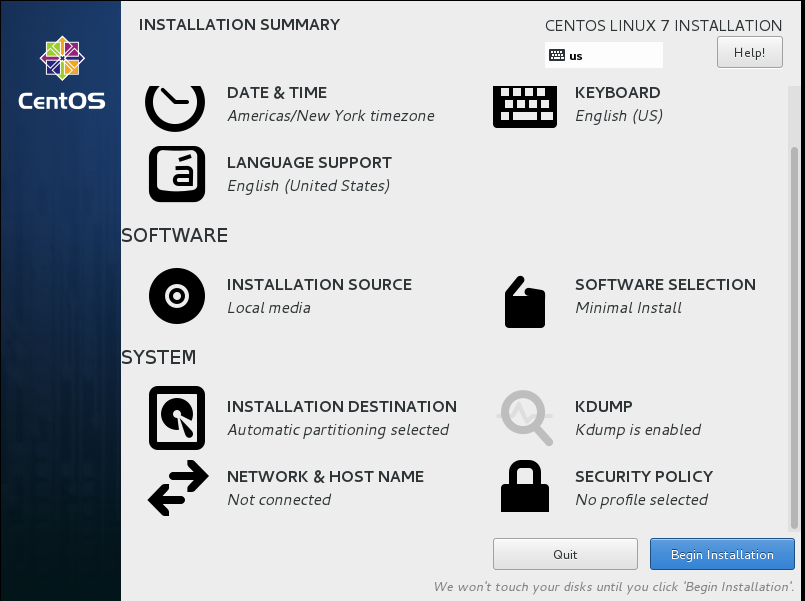 INSTALLATION SUMMARY
CENTOS LINUX 7 INSTALLATION
us
Help!
CentOS
DATE & TIME
Americas/New York timezone
KEYBOARD
English (US)
LANGUAGE SUPPORT
English (United States)
á
SOFTWARE
INSTALLATION SOURCE
Local media
SOFTWARE SELECTION
Minimal Install
SYSTEM
INSTALLATION DESTINATION
Automatic partitioning selected
KDUMP
Kdump is enabled
NETWORK & HOST NAME
Not connected
SECURITY POLICY
No profile selected
Quit
Begin Installation
We won't touch your disks until you click 'Begin Installation'.